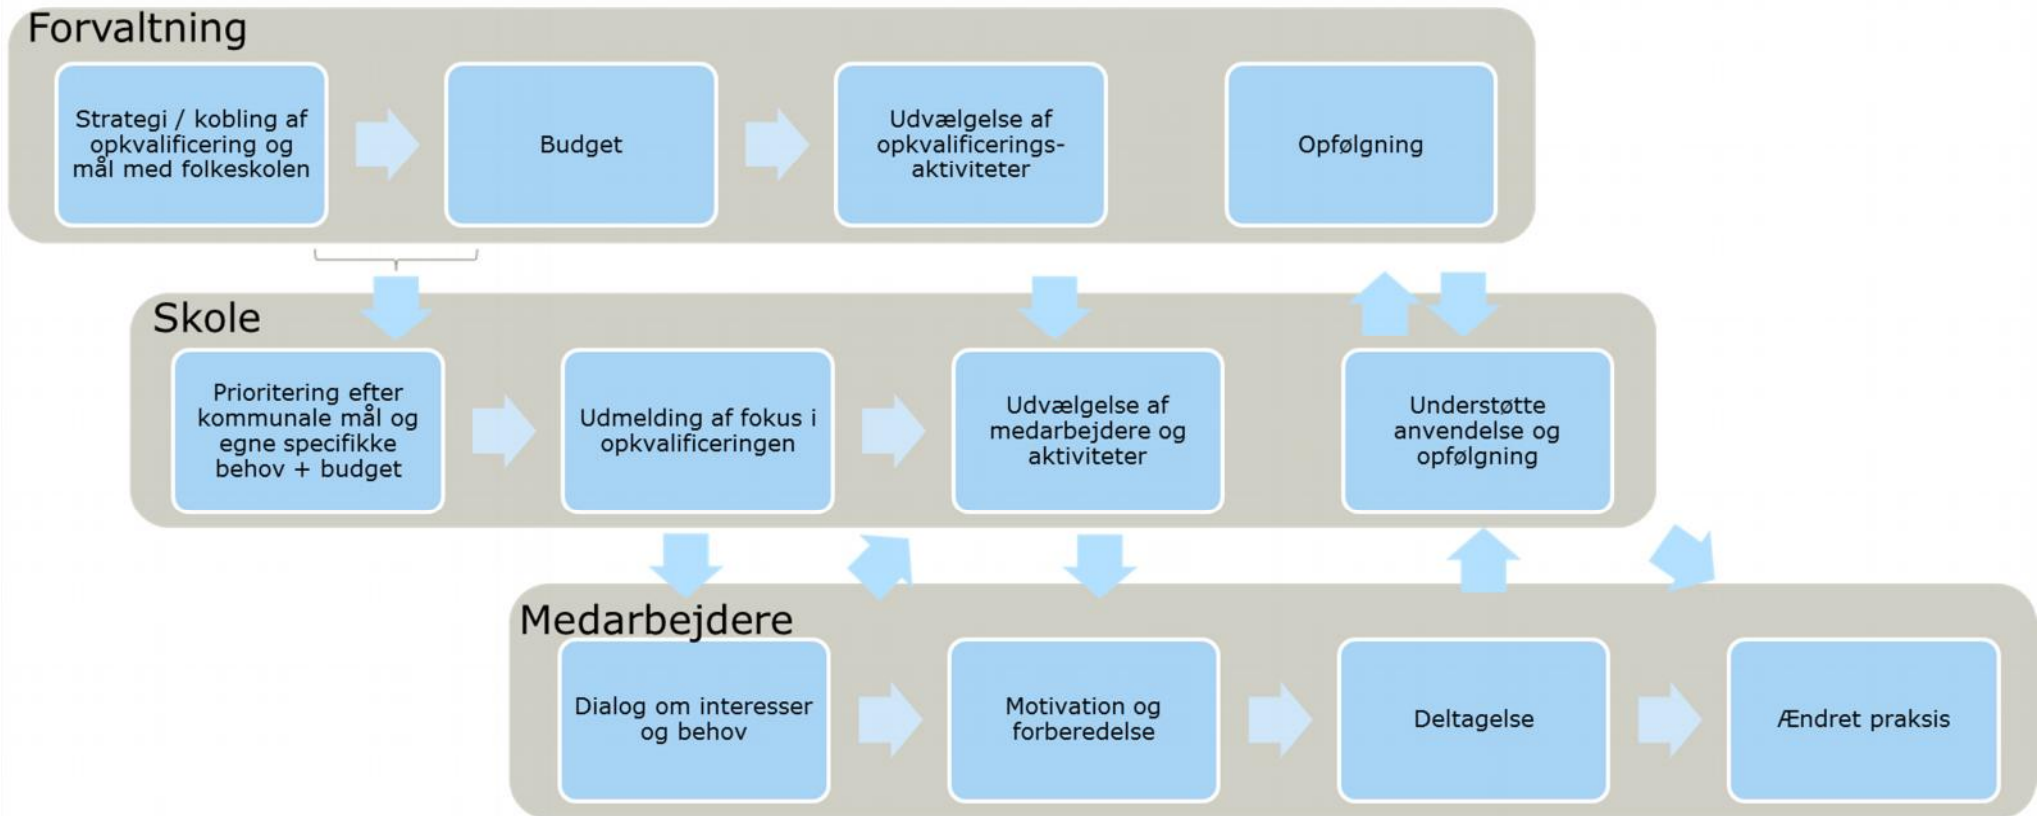 Forvaltning
Strategi / kobling af
opkvalificering og
mål med folkeskolen
Budget
Udvælgelse af
opkvalificerings-
aktiviteter
Opfølgning
Skole
Prioritering efter
kommunale mål og
egne specifikke
behov + budget
Udmelding af fokus i
opkvalificeringen
Udvælgelse af
medarbejdere og
aktiviteter
Understøtte
anvendelse og
opfølgning
Medarbejdere
Dialog om interesser
og behov
Motivation og
forberedelse
Deltagelse
Ændret praksis